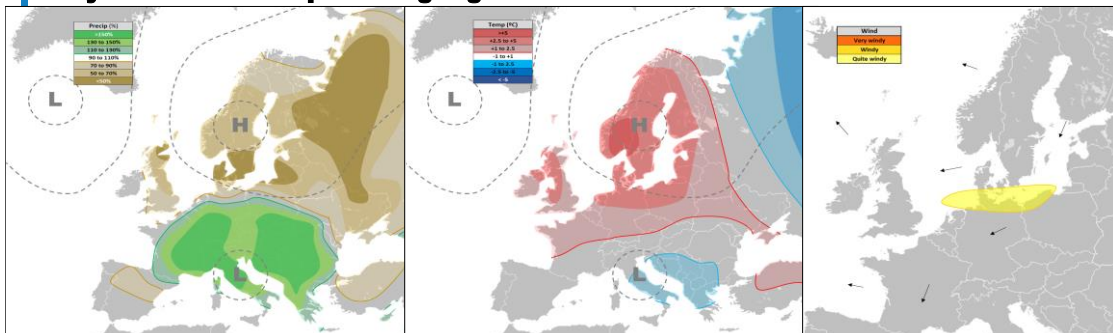 Precip (%)
>150%
130 to 150%
110 to 130%
90 to 110%
70 to 90%
50 to 70%
<50%
L
H
L
Temp (ºC)
>+5
+2.5 to +5
+1 to 2.5
-1 to +1
-1 to 2.5
-2.5 to -5
< -5
L
H
L
Wind
Very windy
Windy
Quite windy